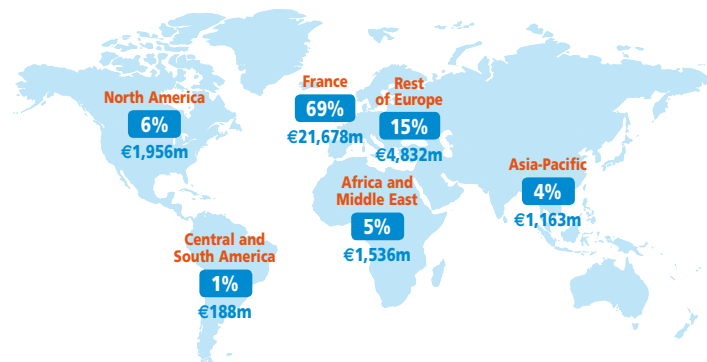 North America
6%
€1,956m
France
69%
€21,678m
Rest
of Europe
15%
€4,832m
Asia-Pacific
4%
€1,163m
Africa and
Middle East
5%
€1,536m
Central and
South America
1%
€188m